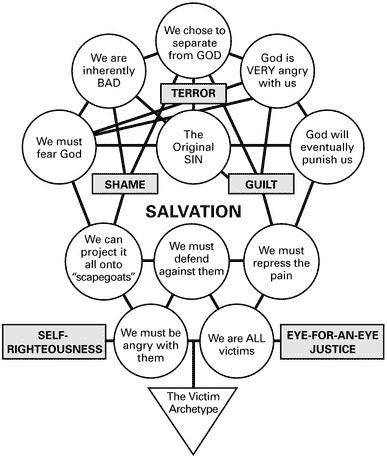 We chose to
separate
from GOD
We are
inherently
BAD
God is
VERY angry
with us
TERROR
We must
fear God
The
Original
SIN
God will
eventually
punish us
SHAME
GUILT
SALVATION
We can
project it
all onto
"scapegoats"
We must
defend
against them
We must
repress
the pain
SELF-
RIGHTEOUSNESS
We must be
angry with
them
We are ALL
victims
EYE-FOR-AN-EYE
JUSTICE
The Victim
Archetype